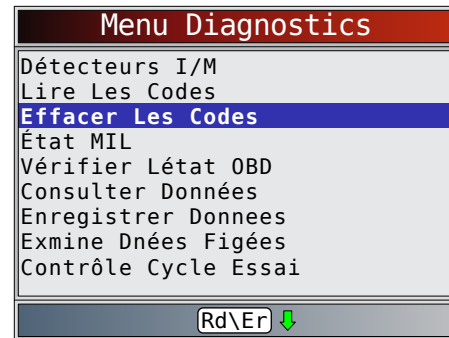 Menu Diagnostics
Détecteurs I/M
Lire Les Codes
Effacer Les Codes
État MIL
Vérifier Létat OBD
Consulter Données
Enregistrer Donnees
Exmine Dnées Figées
Contrôle Cycle Essai
Rd\Er